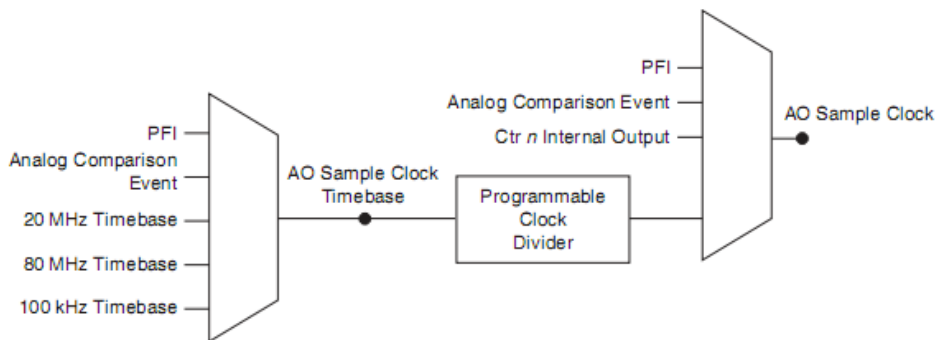 PFI
Analog Comparison Event
Ctr n Internal Output
AO Sample Clock
PFI
Analog Comparison
Event
20 MHz Timebase
80 MHz Timebase
100 kHz Timebase
AO Sample Clock
Timebase
Programmable
Clock
Divider